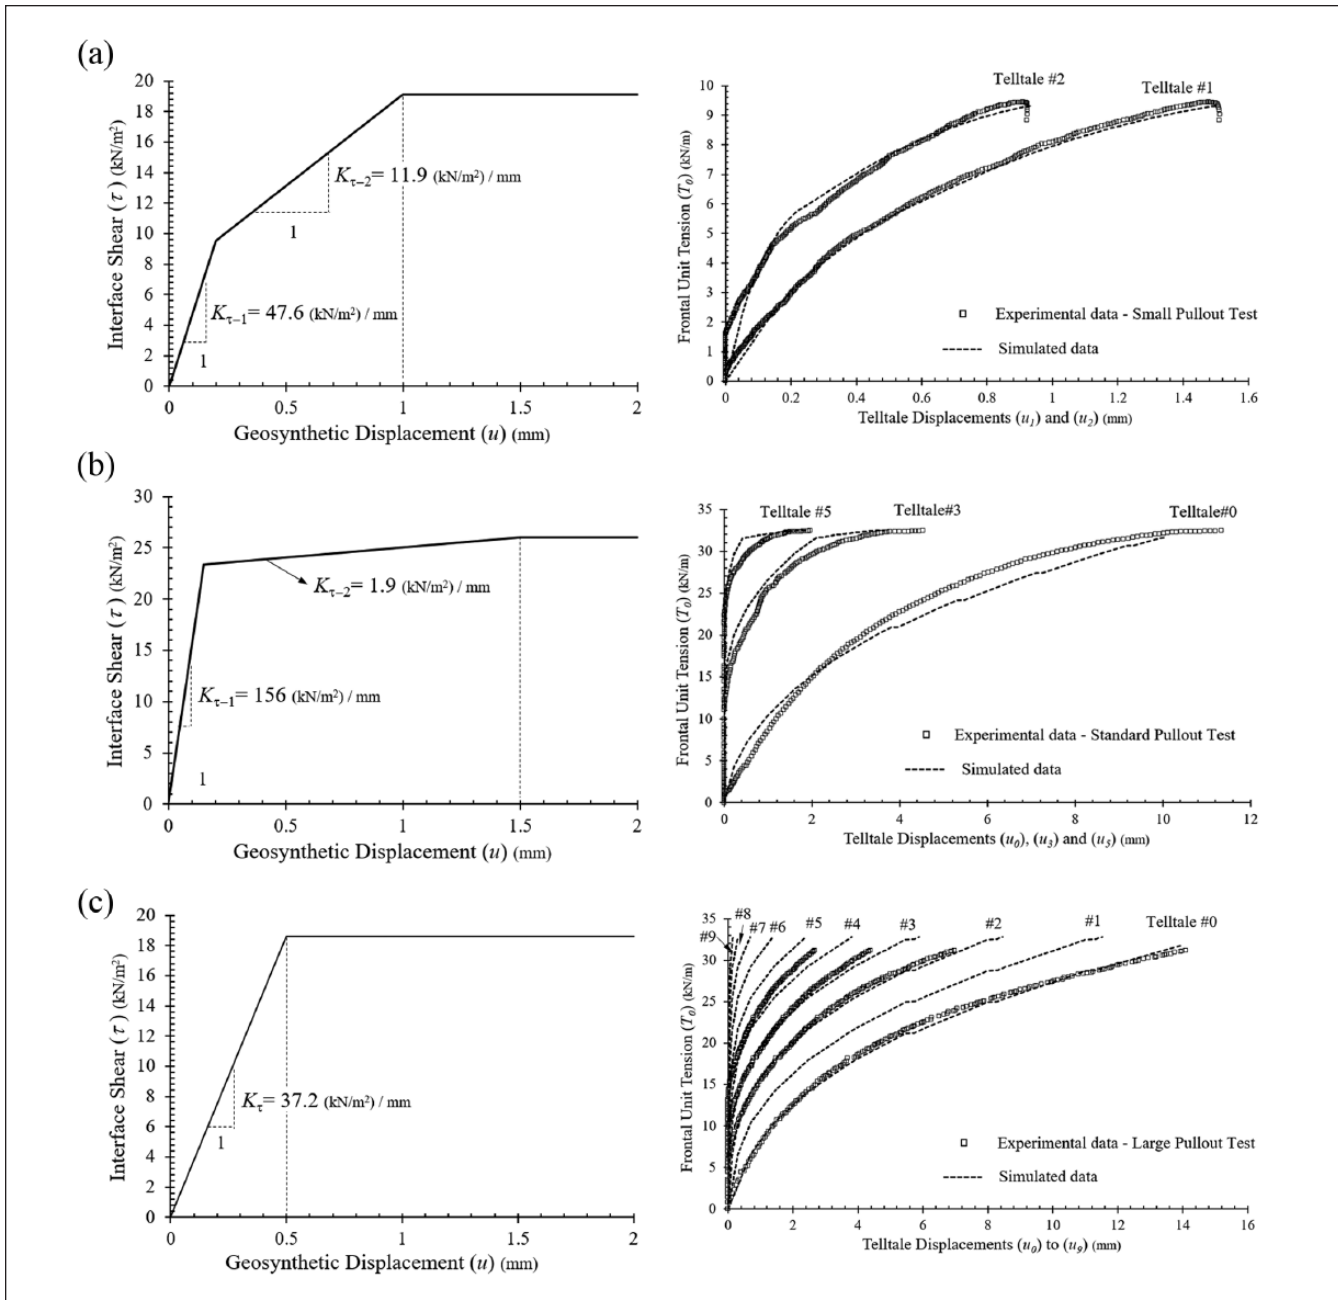 (a)
20
18
16
14
12
10
8
6
4
2
0
Interface Shear (τ) (kN/m²)
Kτ−2= 11.9 (kN/m²) / mm
1
Kτ−1= 47.6 (kN/m²) / mm
1
0 0.5 1 1.5 2
Geosynthetic Displacement (u) (mm)
Telltale #2
Telltale #1
10
9
8
7
6
5
4
3
2
1
0
Frontal Unit Tension (T0) (kN/m)
Experimental data - Small Pullout Test
Simulated data
0 0.2 0.4 0.6 0.8 1 1.2 1.4 1.6
Telltale Displacements (u1) and (u2) (mm)
(b)
30
25
20
15
10
5
0
Interface Shear (τ) (kN/m²)
Kτ−2= 1.9 (kN/m²) / mm
Kτ−1= 156 (kN/m²) / mm
1
0 0.5 1 1.5 2
Geosynthetic Displacement (u) (mm)
Telltale #5
Telltale#3
Telltale#0
35
30
25
20
15
10
5
0
Frontal Unit Tension (T0) (kN/m)
Experimental data - Standard Pullout Test
Simulated data
0 2 4 6 8 10 12
Telltale Displacements (u0), (u3) and (u5) (mm)
(c)
20
18
16
14
12
10
8
6
4
2
0
Interface Shear (τ) (kN/m²)
Kτ= 37.2 (kN/m²) / mm
1
0 0.5 1 1.5 2
Geosynthetic Displacement (u) (mm)
#9 #8 #7 #6 #5 #4 #3 #2 #1 Telltale #0
35
30
25
20
15
10
5
0
Frontal Unit Tension (T0) (kN/m)
Experimental data - Large Pullout Test
Simulated data
0 2 4 6 8 10 12 14 16
Telltale Displacements (u0) to (u9) (mm)